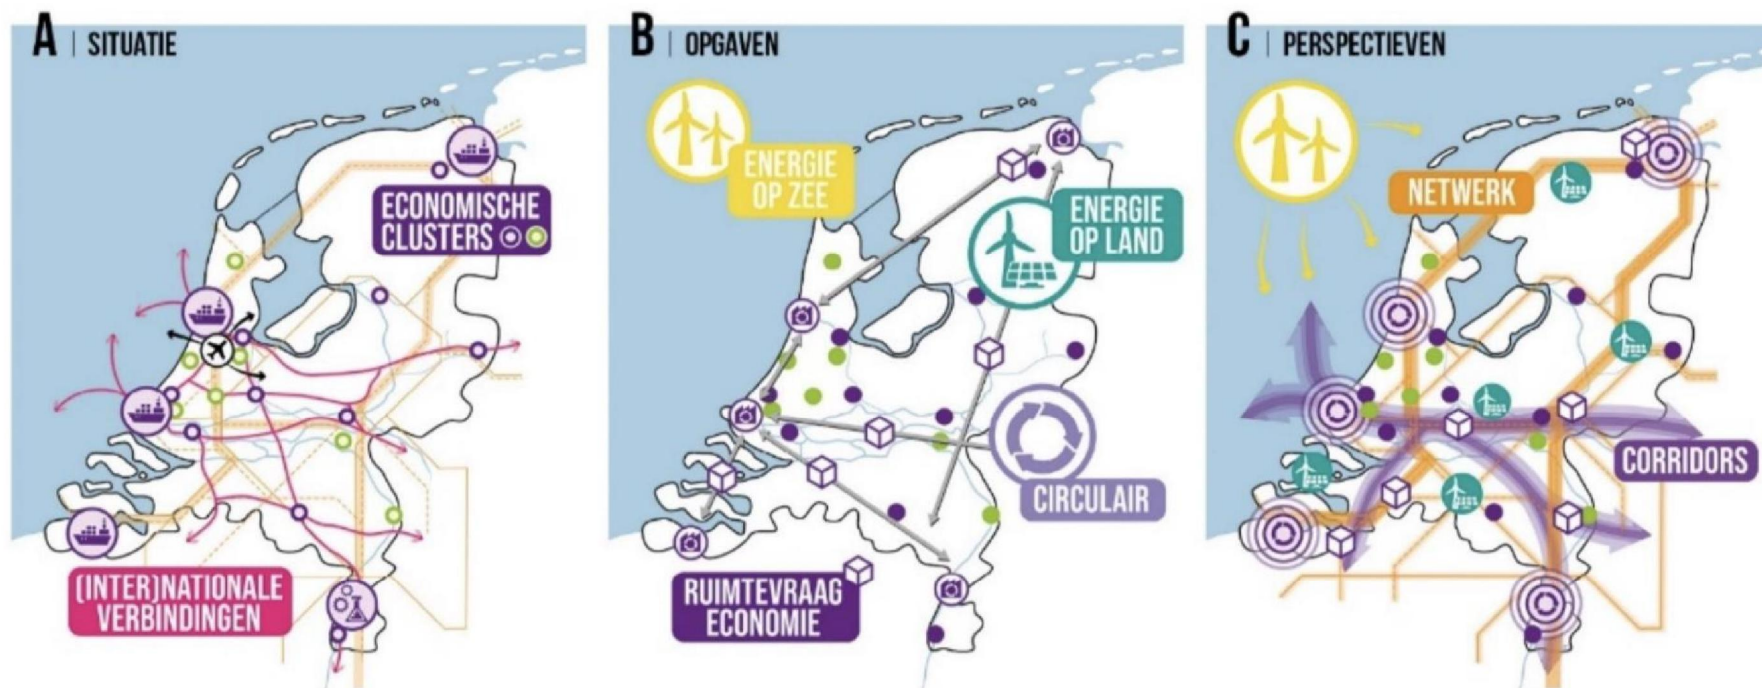 A | SITUATIE
ECONOMISCHE
CLUSTERS
(INTER)NATIONALE
VERBINDINGEN
B | OPGAVEN
ENERGIE
OP ZEE
ENERGIE
OP LAND
CIRCULAIR
RUIMTEVRAAG
ECONOMIE
C | PERSPECTIEVEN
NETWERK
CORRIDORS